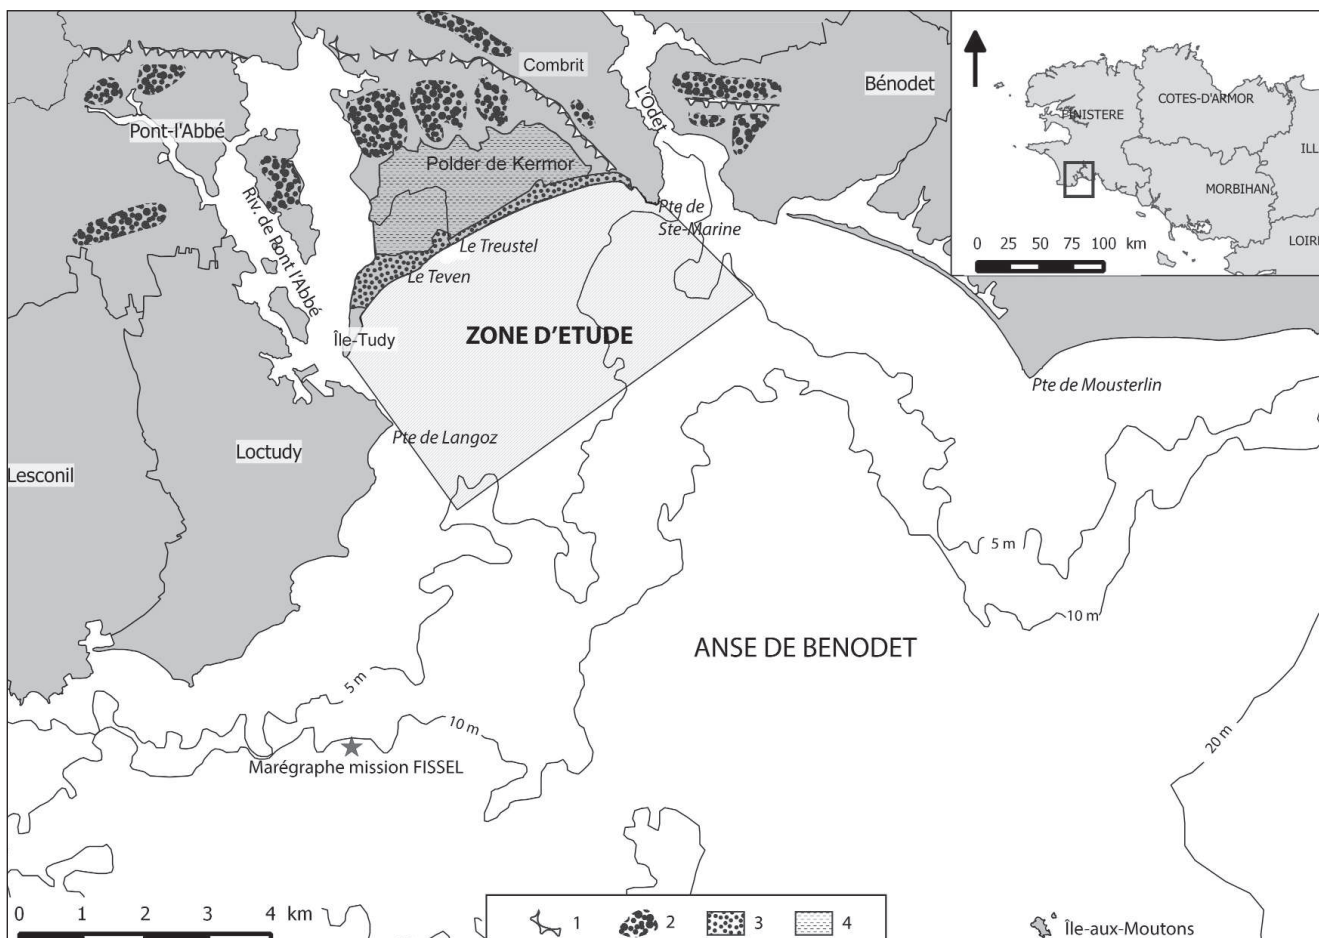 Combrit
L'Odet
Bénodet
Pont-l'Abbé
Polder de Kermor
Riv. de Pont l'Abbé
Pte de
Ste-Marine
Le Treustel
Le Teven
Île-Tudy
ZONE D'ETUDE
Pte de Mousterlin
Pte de Langoz
Loctudy
Lesconil
5 m
10 m
ANSE DE BENODET
5 m
10 m
20 m
Marégraphe mission FISSEL
0 1 2 3 4 km
1 2 3 4
Île-aux-Moutons
COTES-D'ARMOR
FINISTERE
ILL
MORBIHAN
LOIRE
0 25 50 75 100 km